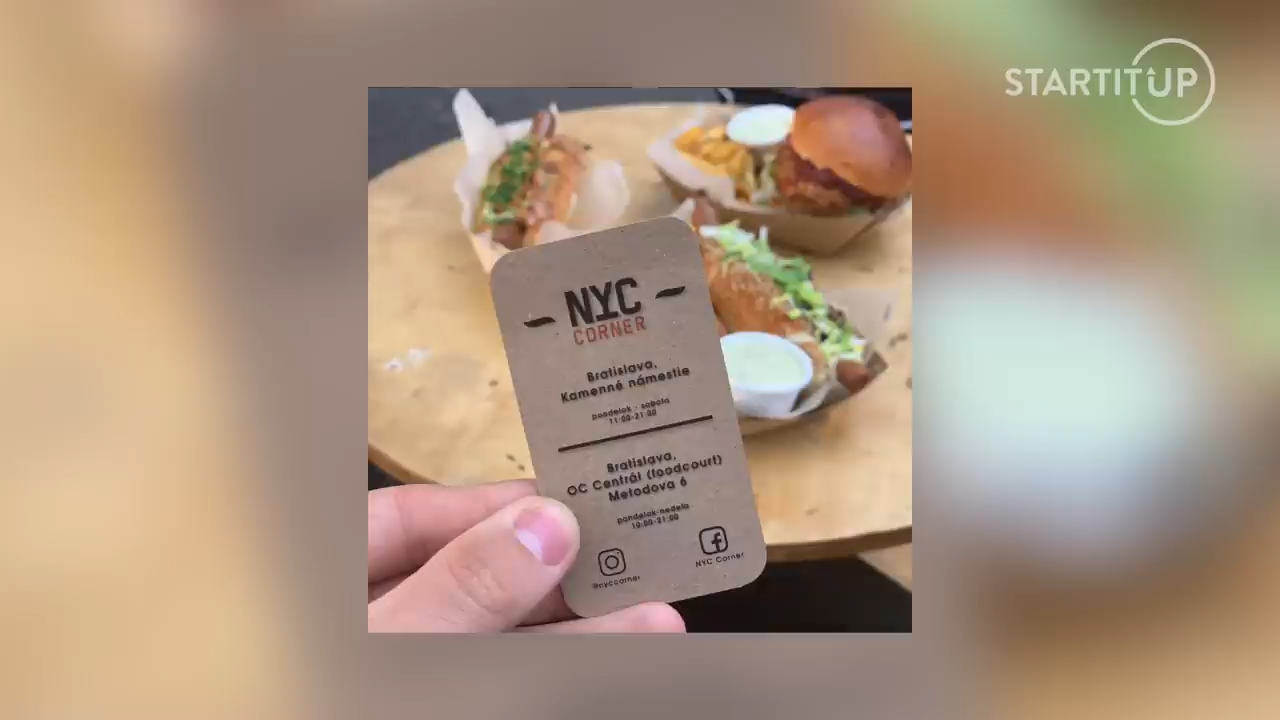 STARTITUP
NYC
CORNER
Bratislava,
Kamenné námestie
pondelok - sobota
11:00-21:00
Bratislava,
OC Centrál (foodcourt)
Metodova 6
pondelok-nedeľa
10:00-21:00
@nyccorner
NYC Corner